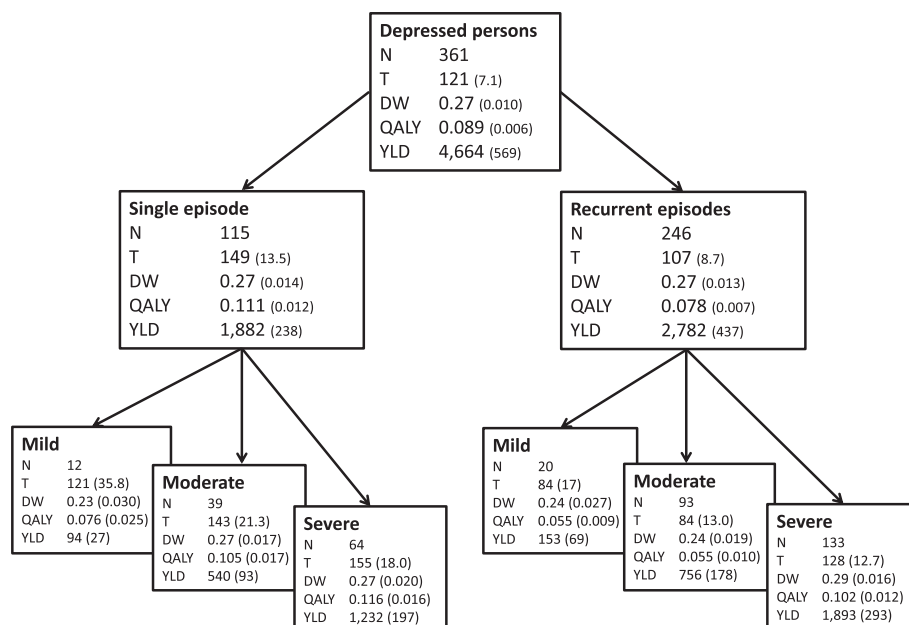 Depressed persons
N 361
T 121 (7.1)
DW 0.27 (0.010)
QALY 0.089 (0.006)
YLD 4,664 (569)
Single episode
N 115
T 149 (13.5)
DW 0.27 (0.014)
QALY 0.111 (0.012)
YLD 1,882 (238)
Recurrent episodes
N 246
T 107 (8.7)
DW 0.27 (0.013)
QALY 0.078 (0.007)
YLD 2,782 (437)
Mild
N 12
T 121 (35.8)
DW 0.23 (0.030)
QALY 0.076 (0.025)
YLD 94 (27)
Moderate
N 39
T 143 (21.3)
DW 0.27 (0.017)
QALY 0.105 (0.017)
YLD 540 (93)
Severe
N 64
T 155 (18.0)
DW 0.27 (0.020)
QALY 0.116 (0.016)
YLD 1,232 (197)
Mild
N 20
T 84 (17)
DW 0.24 (0.027)
QALY 0.055 (0.009)
YLD 153 (69)
Moderate
N 93
T 84 (13.0)
DW 0.24 (0.019)
QALY 0.055 (0.010)
YLD 756 (178)
Severe
N 133
T 128 (12.7)
DW 0.29 (0.016)
QALY 0.102 (0.012)
YLD 1,893 (293)